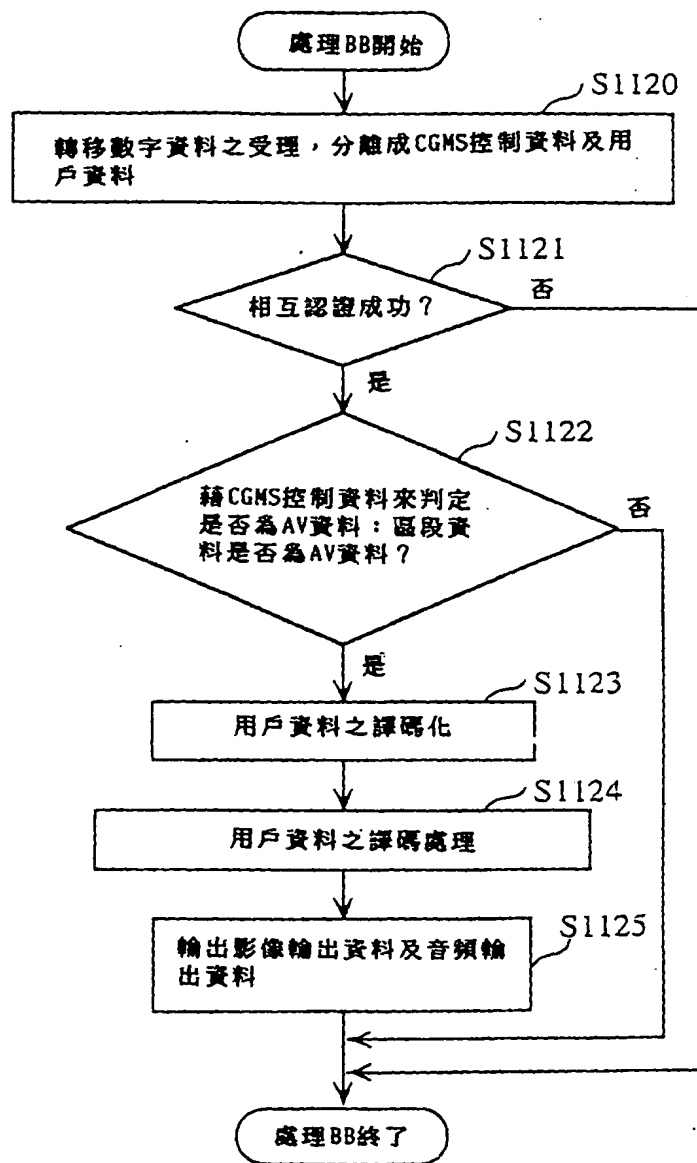 處理BB開始
S1120
轉移數字資料之受理，分離成CGMS控制資料及用
戶資料
S1121
相互認證成功？
否
是
S1122
藉CGMS控制資料來判定
是否為AV資料：區段資
料是否為AV資料？
否
是
S1123
用戶資料之譯碼化
S1124
用戶資料之譯碼處理
S1125
輸出影像輸出資料及音頻輸
出資料
處理BB終了